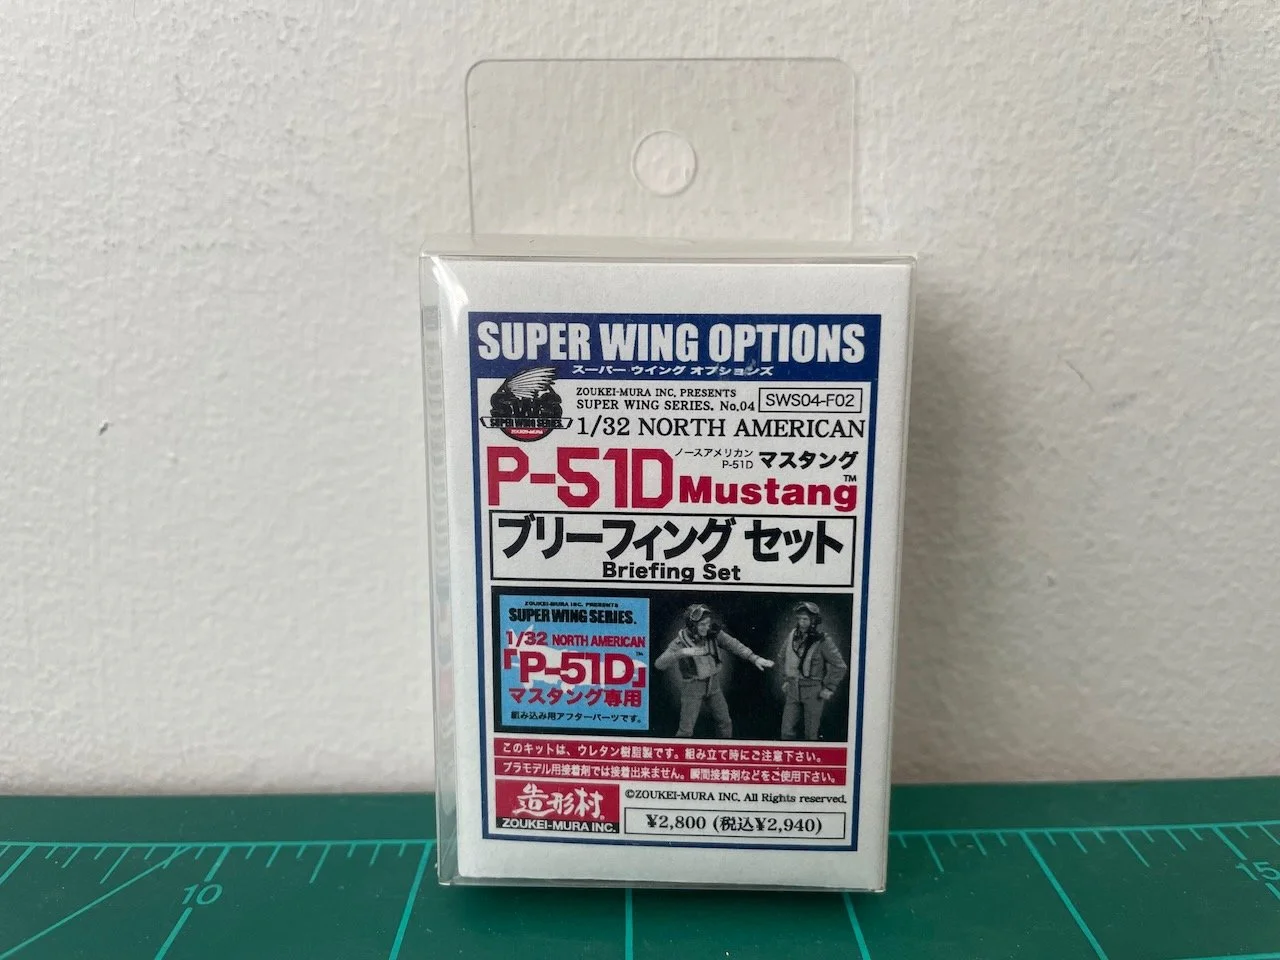 SUPER WING OPTIONS
スーパー ウイング オプションズ
SWS
SUPER WING SERIES
ZOUKEI-MURA INC. PRESENTS
SUPER WING SERIES. No.04
SWS04-F02
1/32 NORTH AMERICAN
P-51D
ノースアメリカン
P-51D
マスタング
Mustang™
ブリーフィング セット
Briefing Set
ZOUKEI-MURA INC. PRESENTS
SUPER WING SERIES.
1/32 NORTH AMERICAN
「P-51D」™
マスタング専用
組み込み用アフターパーツです。
このキットは、ウレタン樹脂製です。組み立て時にご注意下さい。
プラモデル用接着剤では接着出来ません。瞬間接着剤などをご使用下さい。
造形村
ZOUKEI-MURA INC.
©ZOUKEI-MURA INC. All Rights reserved.
¥2,800 (税込¥2,940)
10
15